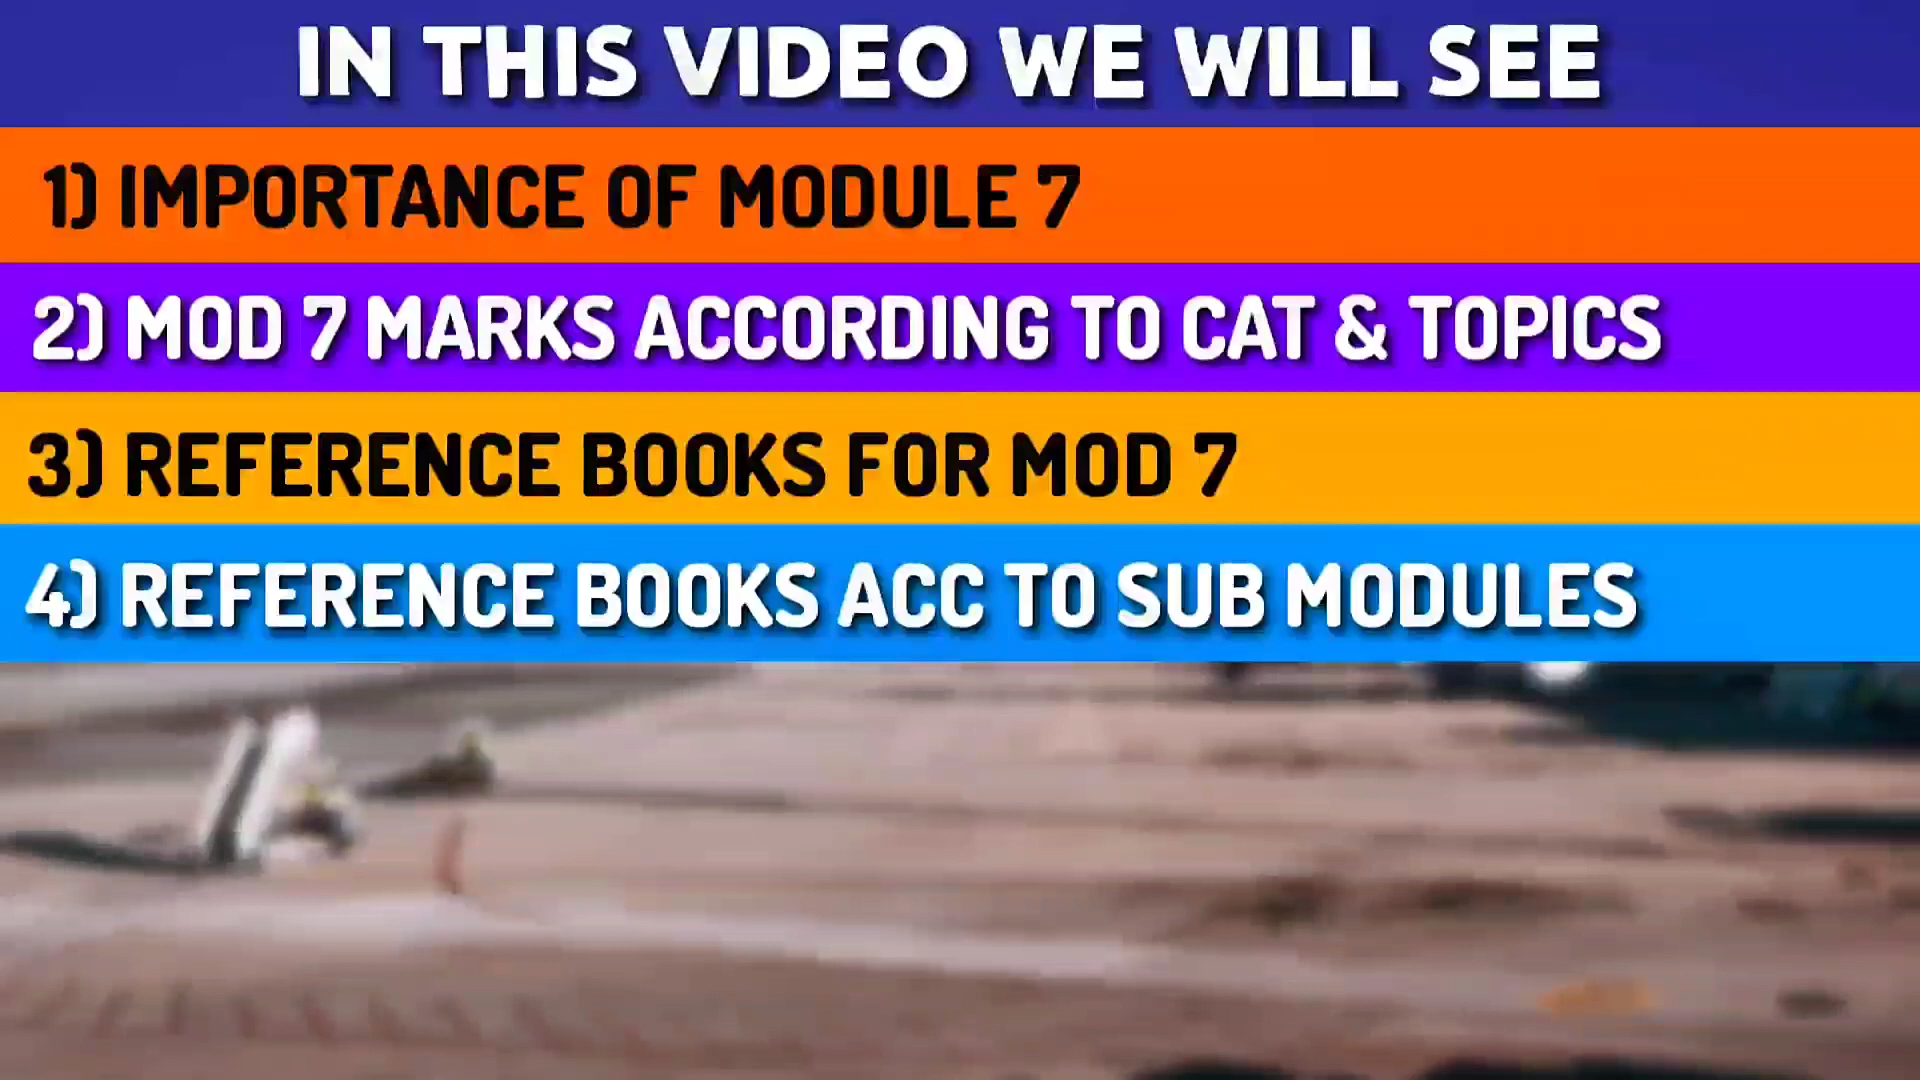 IN THIS VIDEO WE WILL SEE
1) IMPORTANCE OF MODULE 7
2) MOD 7 MARKS ACCORDING TO CAT & TOPICS
3) REFERENCE BOOKS FOR MOD 7
4) REFERENCE BOOKS ACC TO SUB MODULES